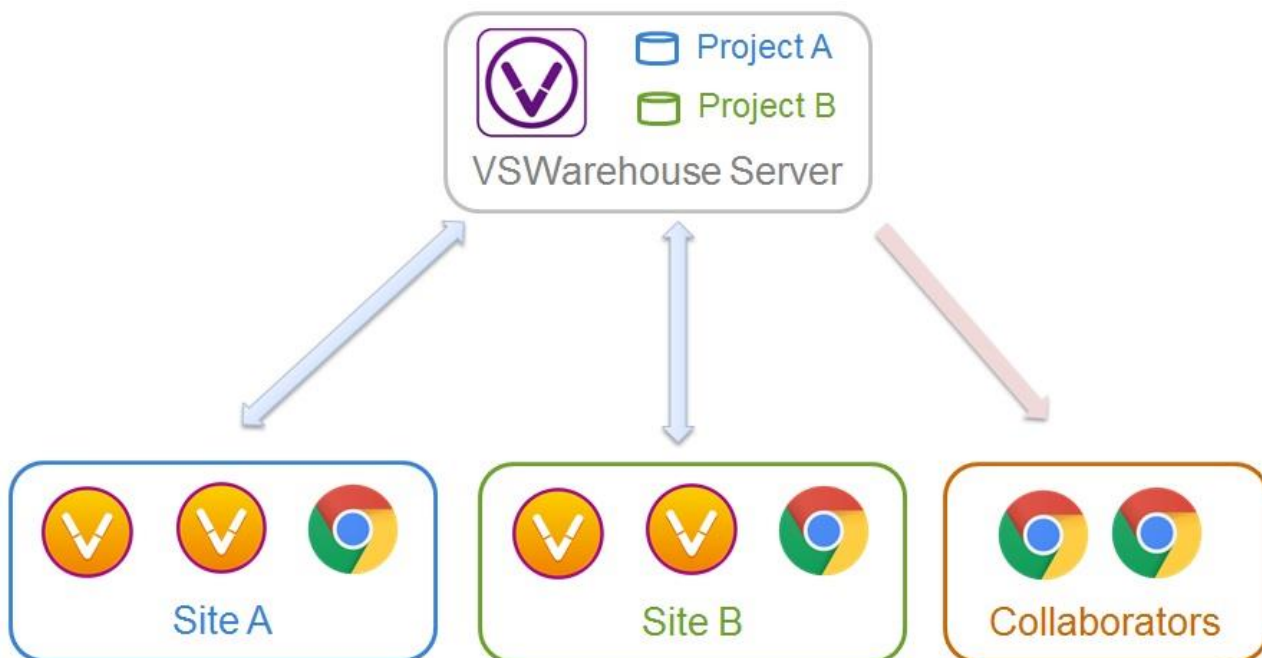 Project A
Project B
VSWarehouse Server
Site A
Site B
Collaborators